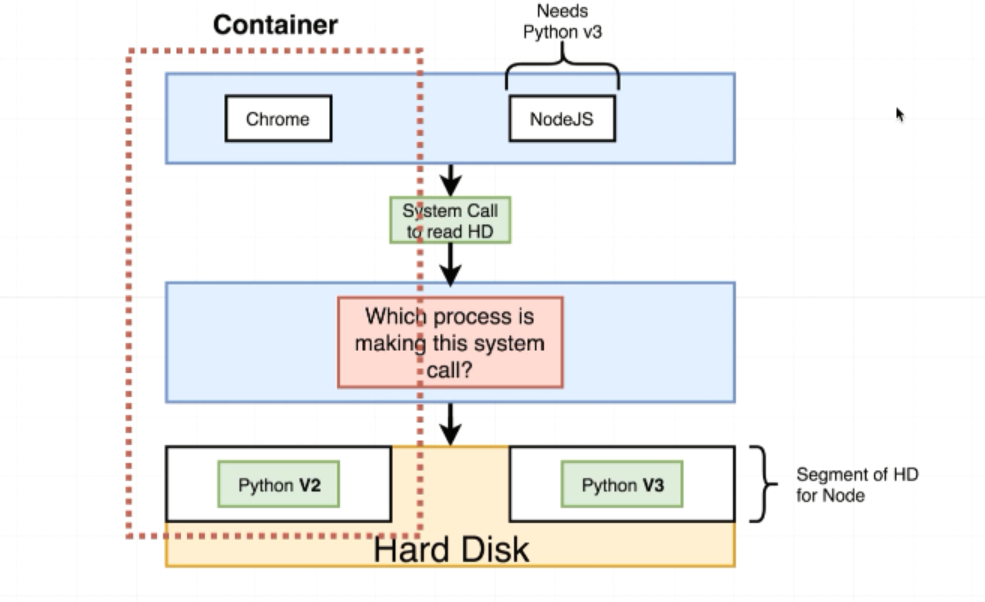 Container
Needs
Python v3
Chrome
NodeJS
System Call
to read HD
Which process is
making this system
call?
Python V2
Python V3
Segment of HD
for Node
Hard Disk